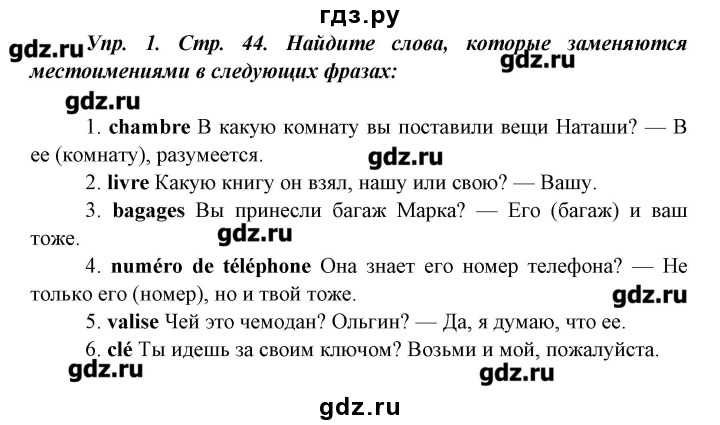 гдз.ру
Упр. 1. Стр. 44. Найдите слова, которые заменяются
gdz.ru
gdz.ru
местоимениями в следующих фразах:
gdz.ru
1. chambre В какую комнату вы поставили вещи Наташи? — В
ее (комнату), разумеется.
gdz.ru
2. livre Какую книгу он взял, нашу или свою? — Вашу.
3. bagages Вы принесли багаж Марка? — Его (багаж) и ваш
тоже.
gdz.ru
4. numéro de téléphone Она знает его номер телефона? — Не
только его (номер), но и твой тоже.
gdz.ru
5. valise Чей это чемодан? Ольгин? — Да, я думаю, что ее.
6. clé Ты идешь за своим ключом? Возьми и мой, пожалуйста.
gdz.ru
gdz.ru
gdz.ru